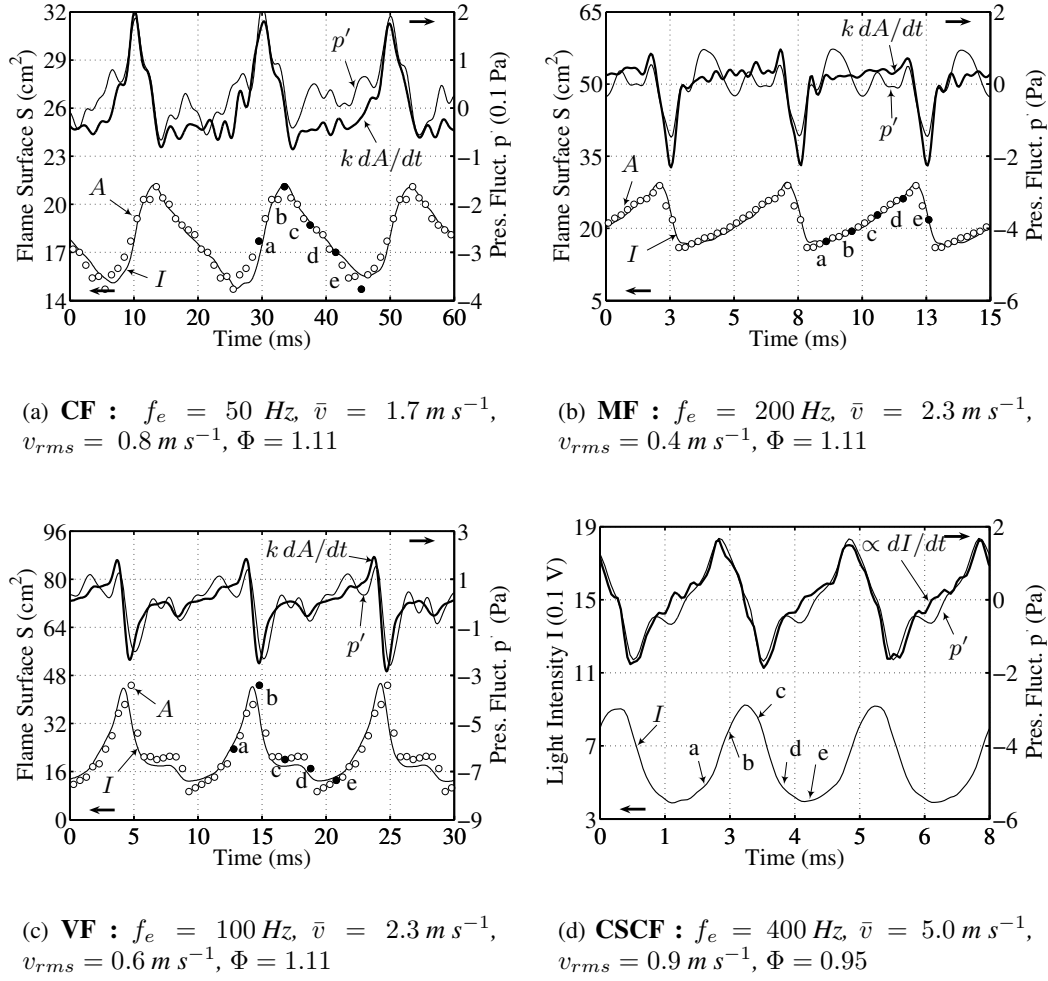 32
29
26
23
20
17
14
Flame Surface S (cm²)
2
1
0
−1
−2
−3
−4
Pres. Fluct. p' (0.1 Pa)
p′
k dA/dt
A
I
a
b
c
d
e
0 10 20 30 40 50 60
Time (ms)
(a) CF : f_e = 50 Hz, v̄ = 1.7 m s⁻¹,
v_rms = 0.8 m s⁻¹, Φ = 1.11
65
50
35
20
5
Flame Surface S (cm²)
2
0
−2
−4
−6
Pres. Fluct. p' (Pa)
k dA/dt
p′
A
I
a
b
c
d
e
0 3 5 8 10 13 15
Time (ms)
(b) MF : f_e = 200 Hz, v̄ = 2.3 m s⁻¹,
v_rms = 0.4 m s⁻¹, Φ = 1.11
96
80
64
48
32
16
0
Flame Surface S (cm²)
3
1
−1
−3
−5
−7
−9
Pres. Fluct. p' (Pa)
k dA/dt
p′
A
I
a
b
c
d
e
0 5 10 15 20 25 30
Time (ms)
(c) VF : f_e = 100 Hz, v̄ = 2.3 m s⁻¹,
v_rms = 0.6 m s⁻¹, Φ = 1.11
19
15
11
7
3
Light Intensity I (0.1 V)
2
0
−2
−4
−6
Pres. Fluct. p' (Pa)
∝ dI/dt
p′
I
a
b
c
d
e
0 1 3 4 5 6 8
Time (ms)
(d) CSCF : f_e = 400 Hz, v̄ = 5.0 m s⁻¹,
v_rms = 0.9 m s⁻¹, Φ = 0.95